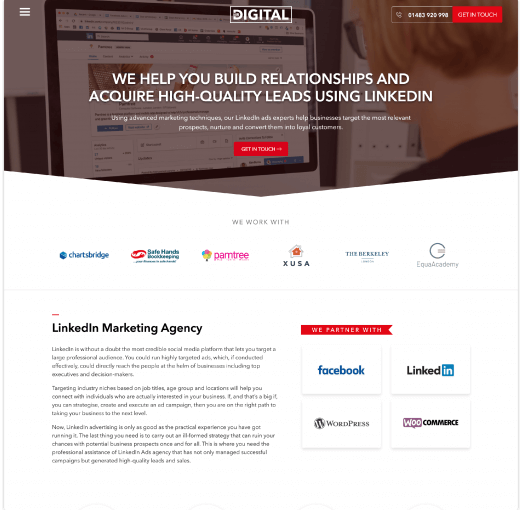 DIGITAL
01483 920 998
GET IN TOUCH
WE HELP YOU BUILD RELATIONSHIPS AND
ACQUIRE HIGH-QUALITY LEADS USING LINKEDIN
Using advanced marketing techniques, our LinkedIn ads experts help businesses target the most relevant
prospects, nurture and convert them into loyal customers.
GET IN TOUCH →
WE WORK WITH
chartsbridge
Safe Hands
Bookkeeping
pamtree
XUSA
THE BERKELEY
EquaAcademy
LinkedIn Marketing Agency
LinkedIn is without a doubt the most credible social media platform that lets you target a
large professional audience. You could run highly targeted ads, which, if conducted
effectively, could directly reach the people at the helm of businesses including top
executives and decision-makers.
Targeting industry niches based on job titles, age group and locations will help you
connect with individuals who are actually interested in your business. If, and that's a big if,
you can strategise, create and execute an ad campaign, then you are on the right path to
taking your business to the next level.
Now, LinkedIn advertising is only as good as the practical experience you have got
running it. The last thing you need is to carry out an ill-formed strategy that can ruin your
chances with potential business prospects once and for all. This is where you need the
professional assistance of LinkedIn Ads agency that has not only managed successful
campaigns but generated high-quality leads and sales.
WE PARTNER WITH
facebook
Linked in
WORDPRESS
WOO COMMERCE